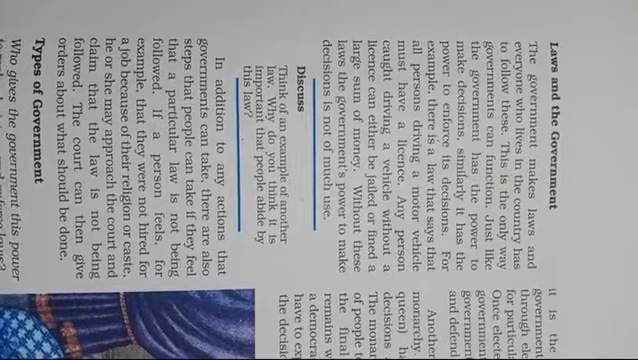 Laws and the Government
The government makes laws and
everyone who lives in the country has
to follow these. This is the only way
governments can function. Just like
the government has the power to
make decisions, similarly it has the
power to enforce its decisions. For
example, there is a law that says that
all persons driving a motor vehicle
must have a licence. Any person
caught driving a vehicle without a
licence can either be jailed or fined a
large sum of money. Without these
laws the government's power to make
decisions is not of much use.
Discuss
Think of an example of another
law. Why do you think it is
important that people abide by
this law?
In addition to any actions that
governments can take, there are also
steps that people can take if they feel
that a particular law is not being
followed. If a person feels, for
example, that they were not hired for
a job because of their religion or caste,
he or she may approach the court and
claim that the law is not being
followed. The court can then give
orders about what should be done.
Types of Government
Who gives the government this power
it is the
government
through ele
for particul
Once electe
government
government
and defend
Another
monarchy.
queen) ha
decisions
The monar
of people to
the final
remains w
a democra
have to exp
the decisio